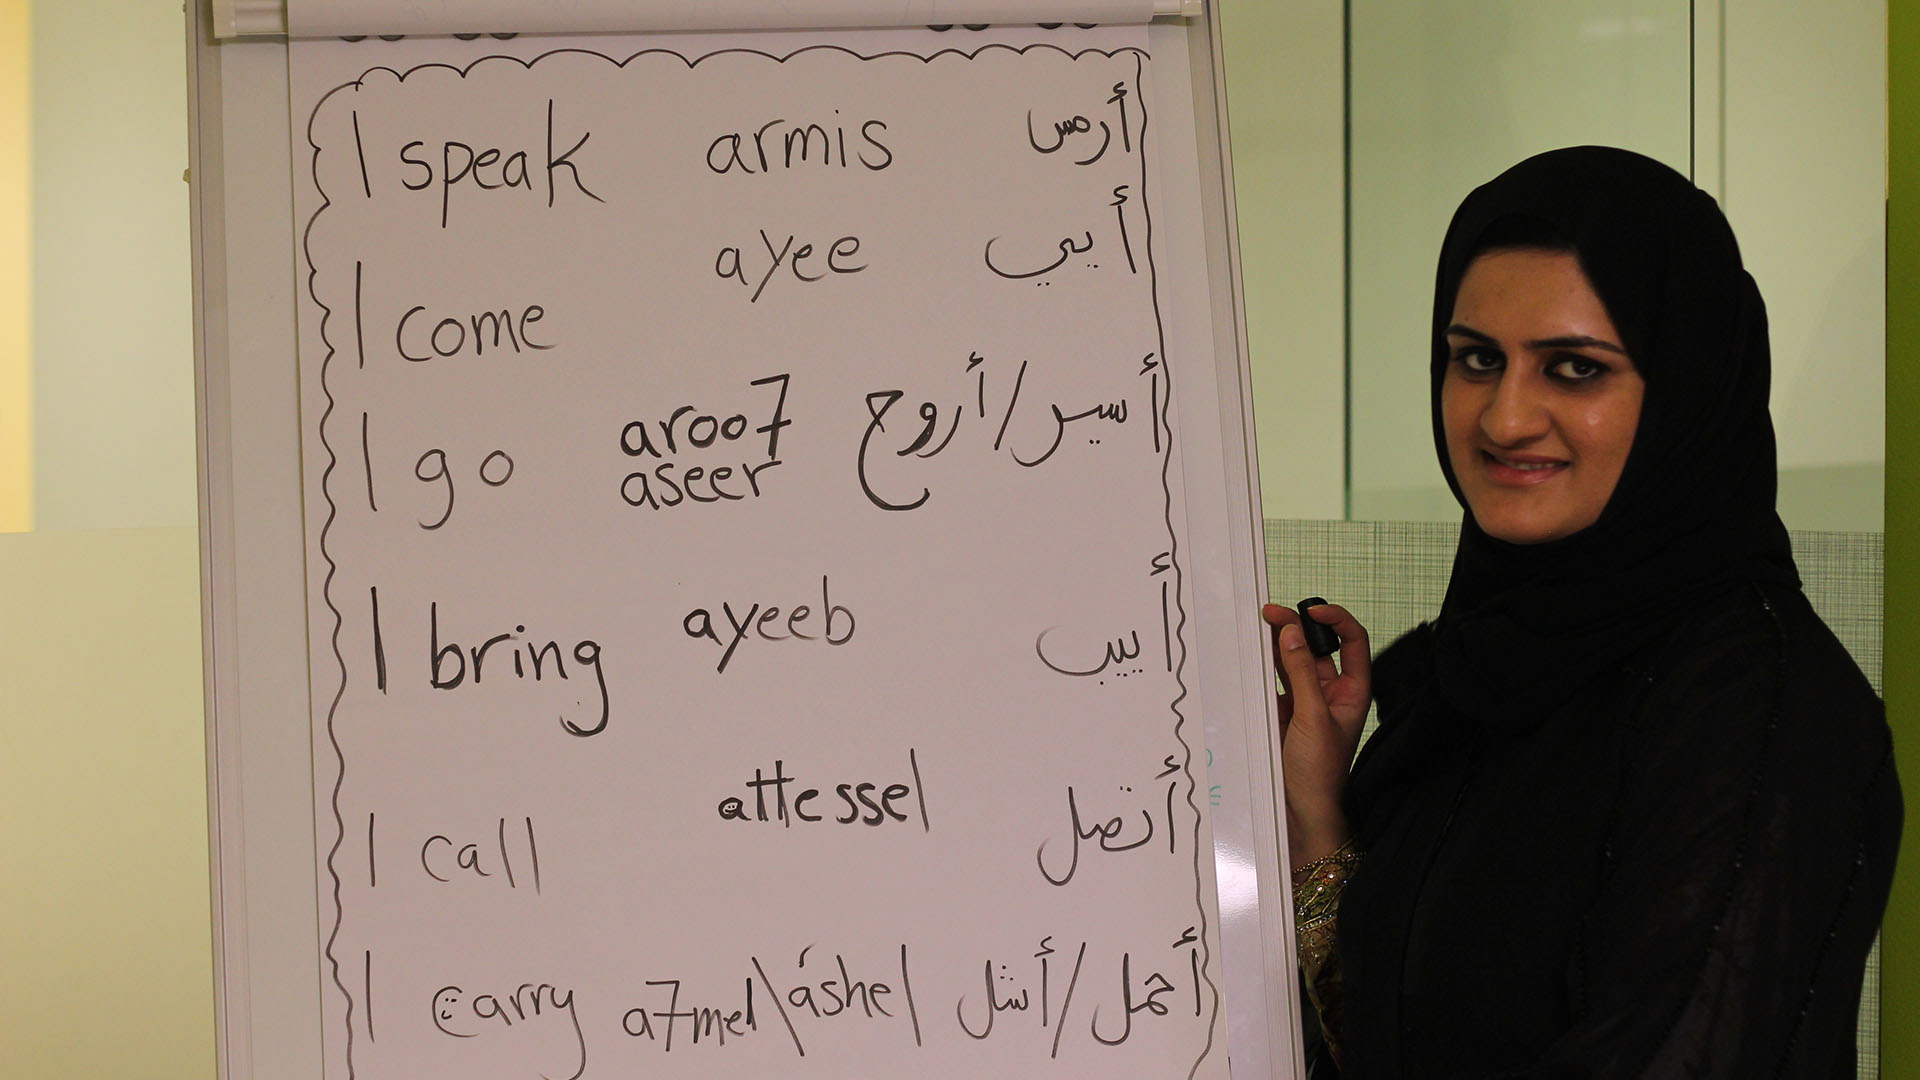 I speak armis أرمس
I come ayee أيي
I go aroo7 أسير/أروح
aseer
I bring ayeeb أييب
I call attessel أتصل
I carry a7mel\áshel أحمل/أشل